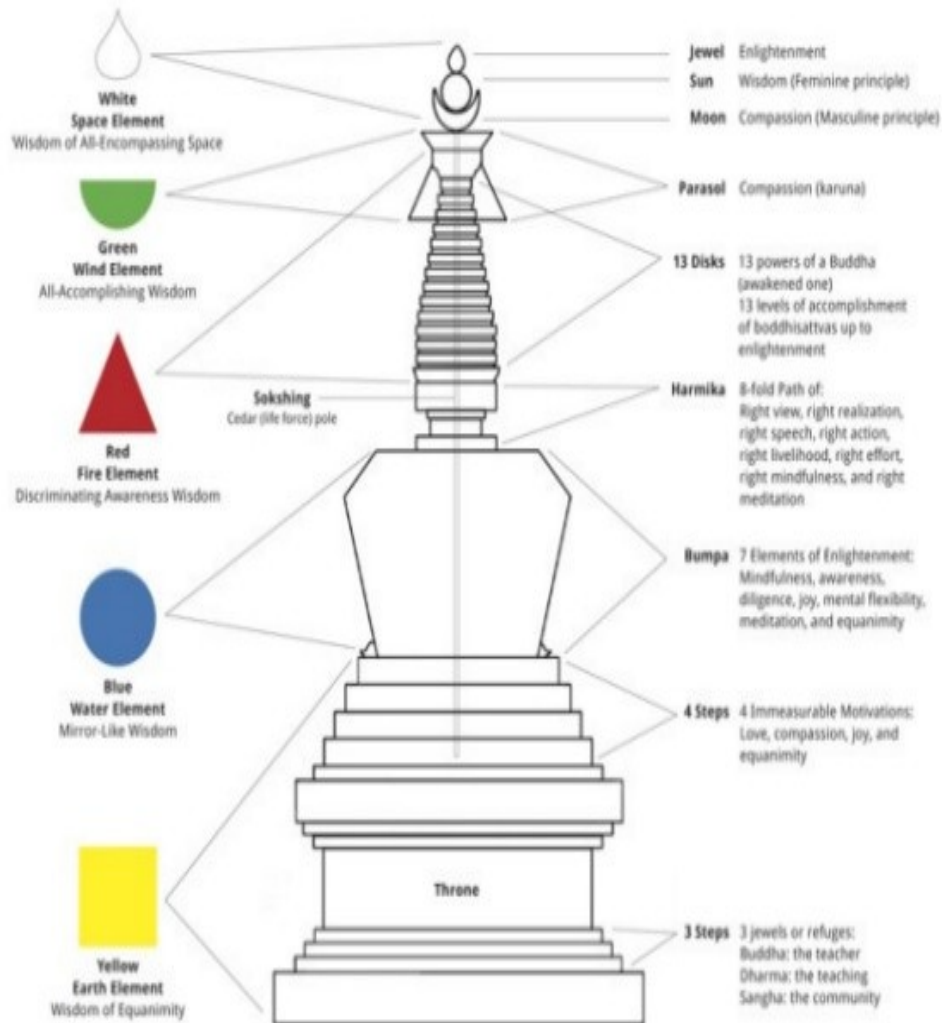 White
Space Element
Wisdom of All-Encompassing Space
Green
Wind Element
All-Accomplishing Wisdom
Red
Fire Element
Discriminating Awareness Wisdom
Blue
Water Element
Mirror-Like Wisdom
Yellow
Earth Element
Wisdom of Equanimity
Sokshing
Cedar (life force) pole
Throne
Jewel Enlightenment
Sun Wisdom (Feminine principle)
Moon Compassion (Masculine principle)
Parasol Compassion (karuna)
13 Disks 13 powers of a Buddha
(awakened one)
13 levels of accomplishment
of boddhisattvas up to
enlightenment
Harmika 8-fold Path of:
Right view, right realization,
right speech, right action,
right livelihood, right effort,
right mindfulness, and right
meditation
Bumpa 7 Elements of Enlightenment:
Mindfulness, awareness,
diligence, joy, mental flexibility,
meditation, and equanimity
4 Steps 4 Immeasurable Motivations:
Love, compassion, joy, and
equanimity
3 Steps 3 jewels or refuges:
Buddha: the teacher
Dharma: the teaching
Sangha: the community